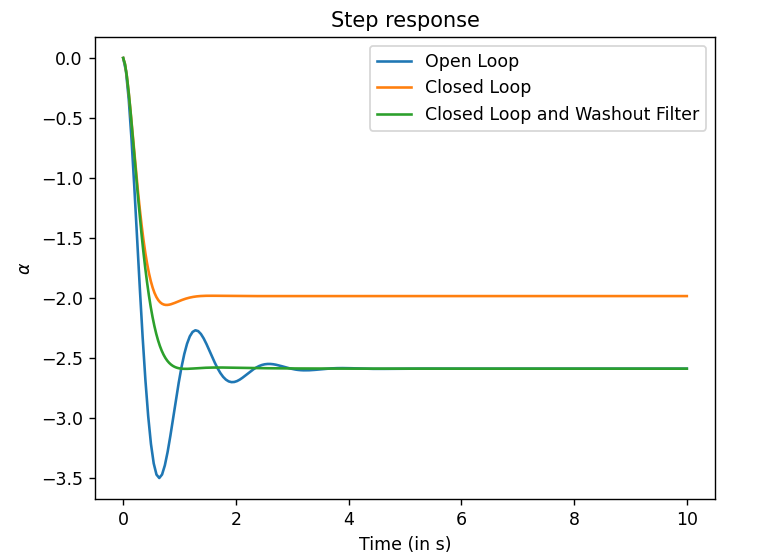 Step response
Open Loop
Closed Loop
Closed Loop and Washout Filter
0.0
−0.5
−1.0
−1.5
−2.0
−2.5
−3.0
−3.5
α
0 2 4 6 8 10
Time (in s)